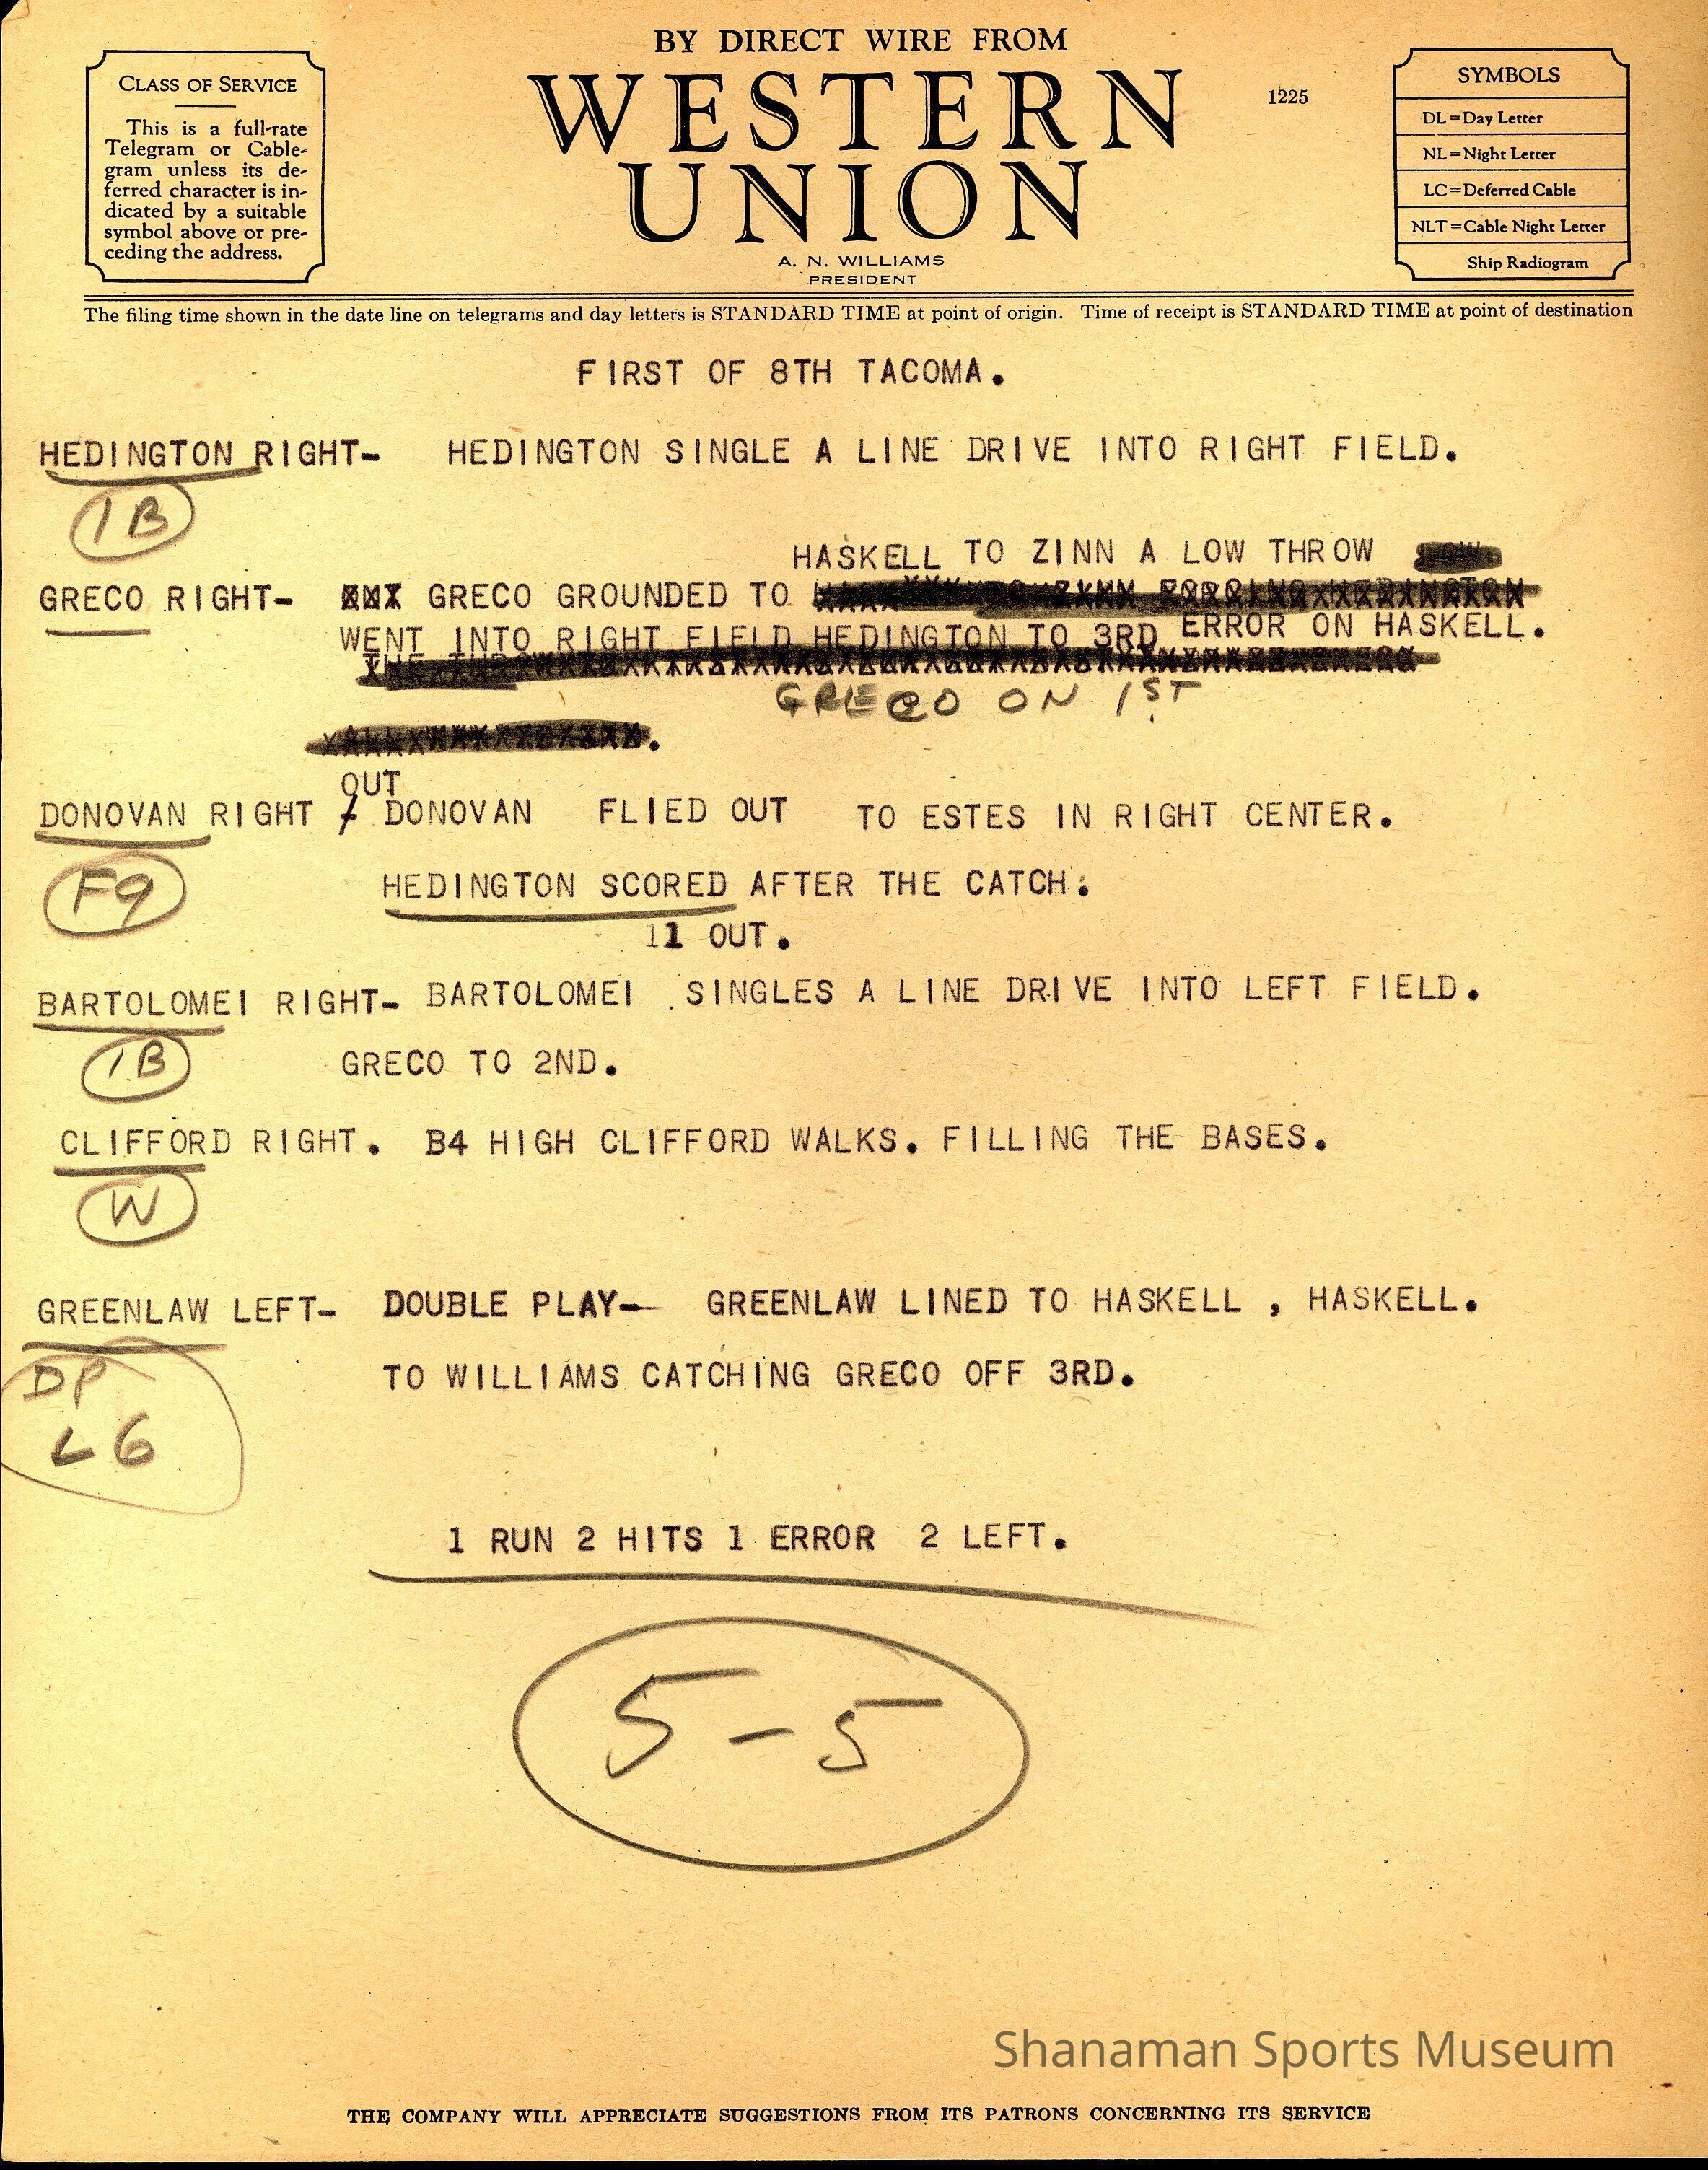 BY DIRECT WIRE FROM
WESTERN
UNION
1225
A. N. WILLIAMS
PRESIDENT
CLASS OF SERVICE
This is a full-rate
Telegram or Cable-
gram unless its de-
ferred character is in-
dicated by a suitable
symbol above or pre-
ceding the address.
SYMBOLS
DL=Day Letter
NL=Night Letter
LC=Deferred Cable
NLT=Cable Night Letter
Ship Radiogram
The filing time shown in the date line on telegrams and day letters is STANDARD TIME at point of origin. Time of receipt is STANDARD TIME at point of destination
FIRST OF 8TH TACOMA.
HEDINGTON RIGHT- HEDINGTON SINGLE A LINE DRIVE INTO RIGHT FIELD.
1B
HASKELL TO ZINN A LOW THROW
GRECO RIGHT- GRECO GROUNDED TO
WENT INTO RIGHT FIELD HEDINGTON TO 3RD ERROR ON HASKELL.
GRECO ON 1ST
OUT
DONOVAN RIGHT / DONOVAN FLIED OUT TO ESTES IN RIGHT CENTER.
F9
HEDINGTON SCORED AFTER THE CATCH.
11 OUT.
BARTOLOMEI RIGHT- BARTOLOMEI SINGLES A LINE DRIVE INTO LEFT FIELD.
1B
GRECO TO 2ND.
CLIFFORD RIGHT. B4 HIGH CLIFFORD WALKS. FILLING THE BASES.
W
GREENLAW LEFT- DOUBLE PLAY- GREENLAW LINED TO HASKELL , HASKELL.
DP
TO WILLIAMS CATCHING GRECO OFF 3RD.
L6
1 RUN 2 HITS 1 ERROR 2 LEFT.
5-5
Shanaman Sports Museum
THE COMPANY WILL APPRECIATE SUGGESTIONS FROM ITS PATRONS CONCERNING ITS SERVICE